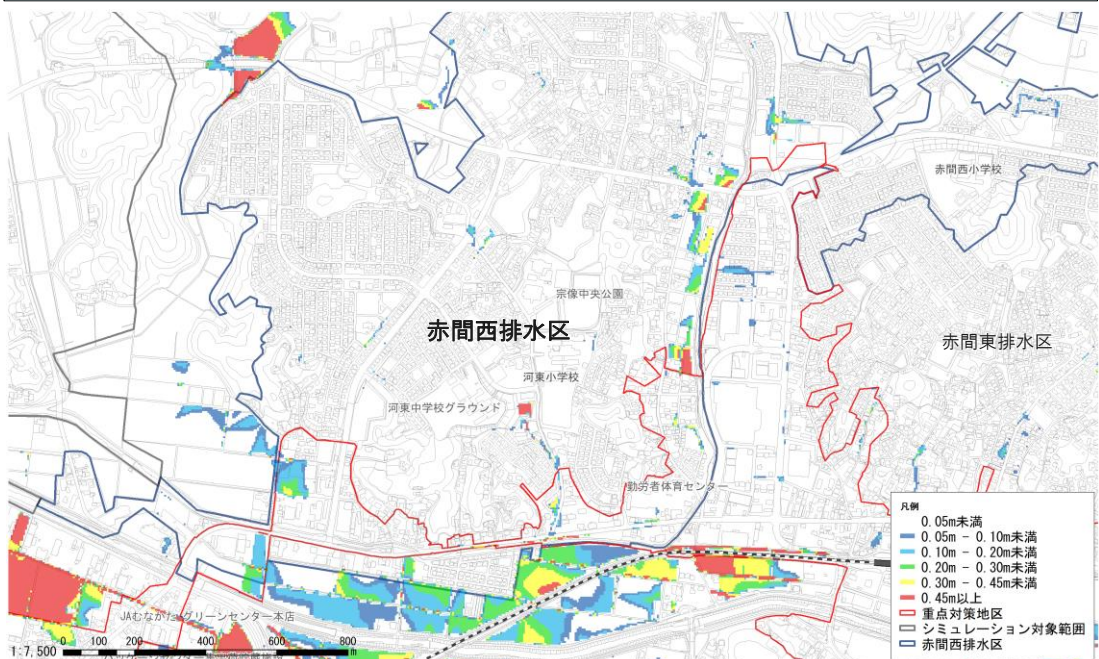 赤間西小学校
宗像中央公園
赤間西排水区
赤間東排水区
河東小学校
河東中学校グラウンド
勤労者体育センター
凡例
0.05m未満
0.05m - 0.10m未満
0.10m - 0.20m未満
0.20m - 0.30m未満
0.30m - 0.45m未満
0.45m以上
重点対策地区
シミュレーション対象範囲
赤間西排水区
JAむなかたグリーンセンター本店
0 100 200 400 600 800
1:7,500 m